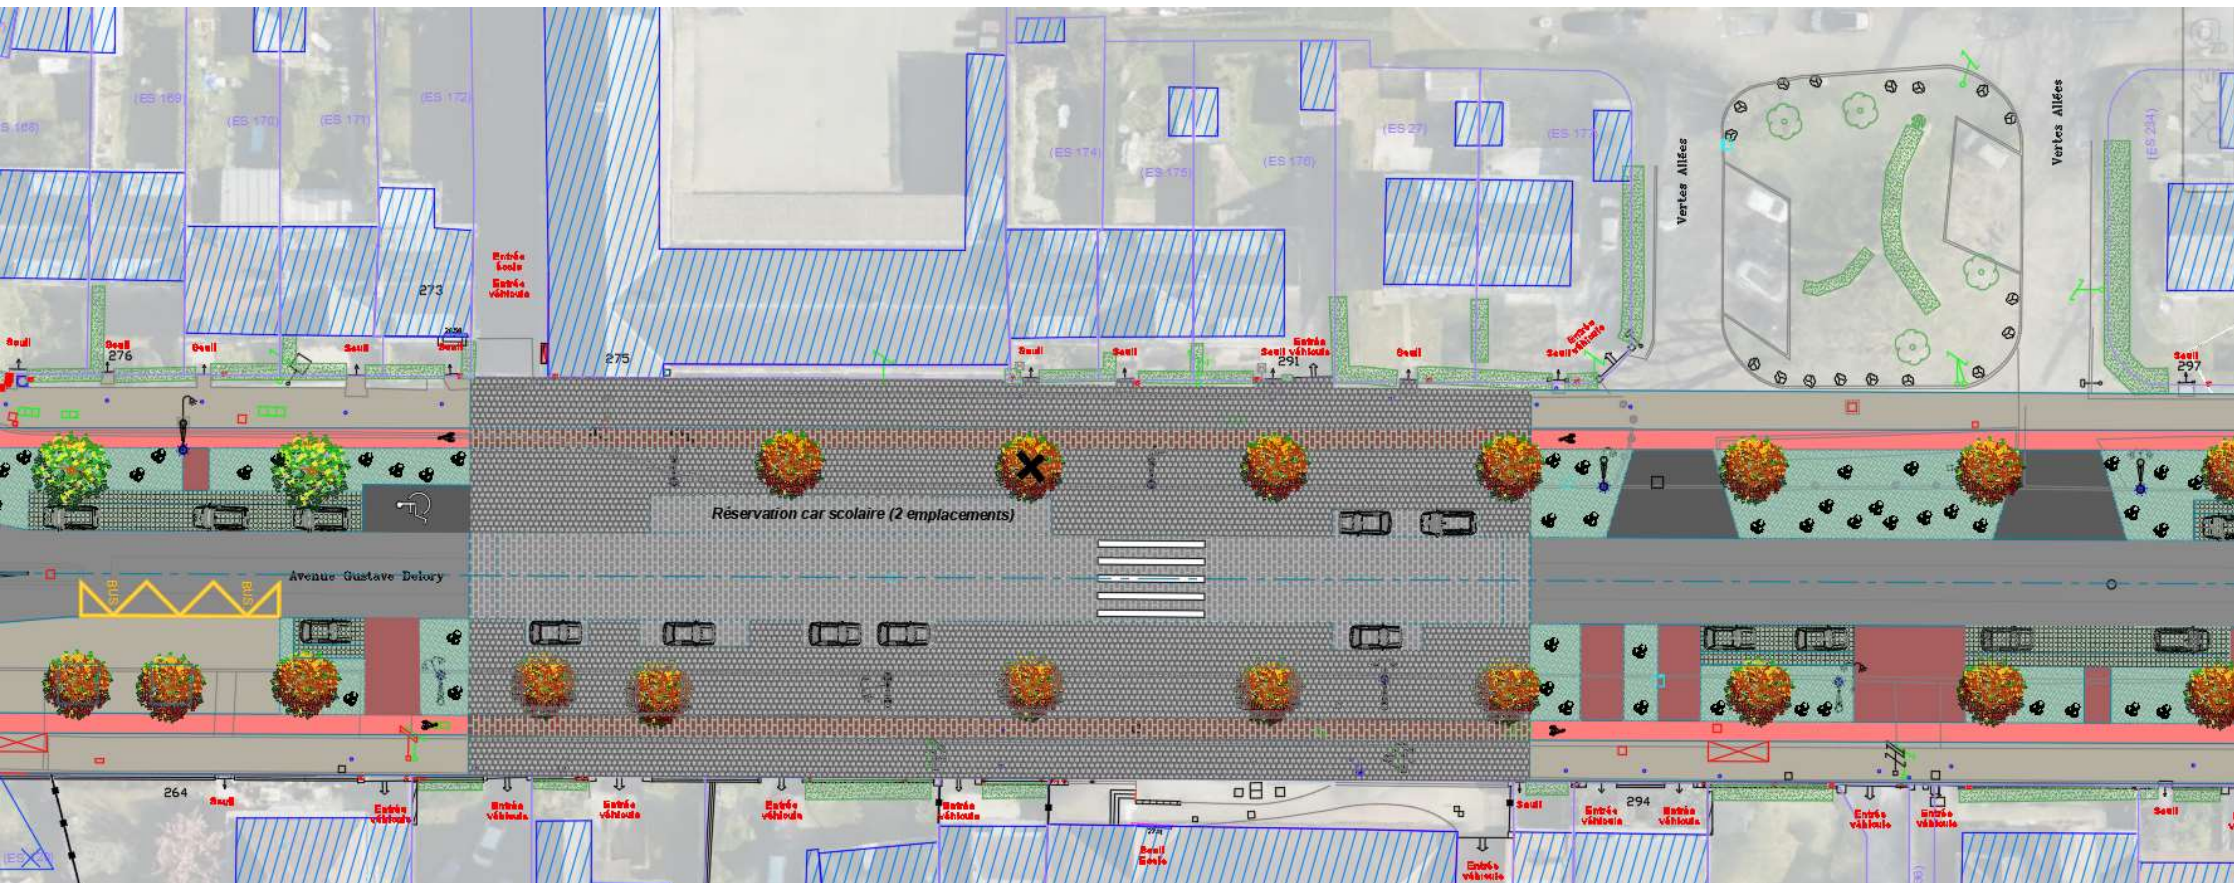 (ES 169)
(ES 170)
(ES 171)
(ES 172)
(ES 174)
(ES 175)
(ES 176)
(ES 27)
(ES 234)
Vertes Allées
Vertes Allées
Entrée
école
Entrée
véhicule
273
275
276
291
297
Seuil
Seuil
Seuil
Seuil
Seuil
Seuil
Seuil
Seuil
Entrée
véhicule
Seuil
Seuil
Entrée
véhicule
Seuil
Réservation car scolaire (2 emplacements)
Avenue Gustave Delory
BUS
BUS
264
294
Seuil
Entrée
véhicule
Entrée
véhicule
Entrée
véhicule
Entrée
véhicule
Entrée
véhicule
Seuil
Ecole
Entrée
véhicule
Seuil
Entrée
véhicule
Entrée
véhicule
Entrée
véhicule
Entrée
véhicule
Seuil